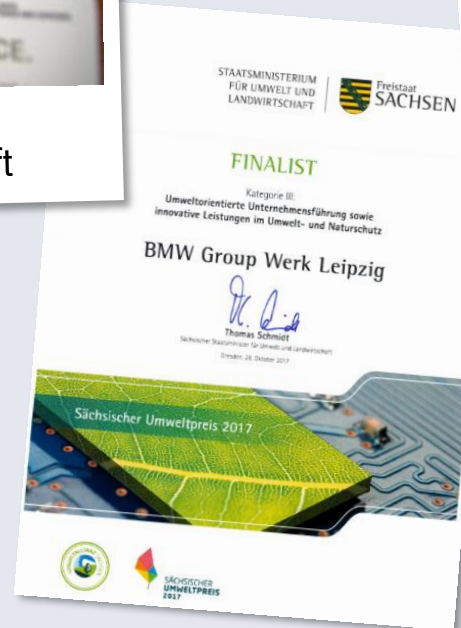 CE.
ft
STAATSMINISTERIUM
FÜR UMWELT UND
LANDWIRTSCHAFT
Freistaat
SACHSEN
FINALIST
Kategorie III:
Umweltorientierte Unternehmensführung sowie
innovative Leistungen im Umwelt- und Naturschutz
BMW Group Werk Leipzig
Thomas Schmidt
Sächsischer Staatsminister für Umwelt und Landwirtschaft
Dresden, 26. Oktober 2017
Sächsischer Umweltpreis 2017
SÄCHSISCHER
UMWELTPREIS
2017